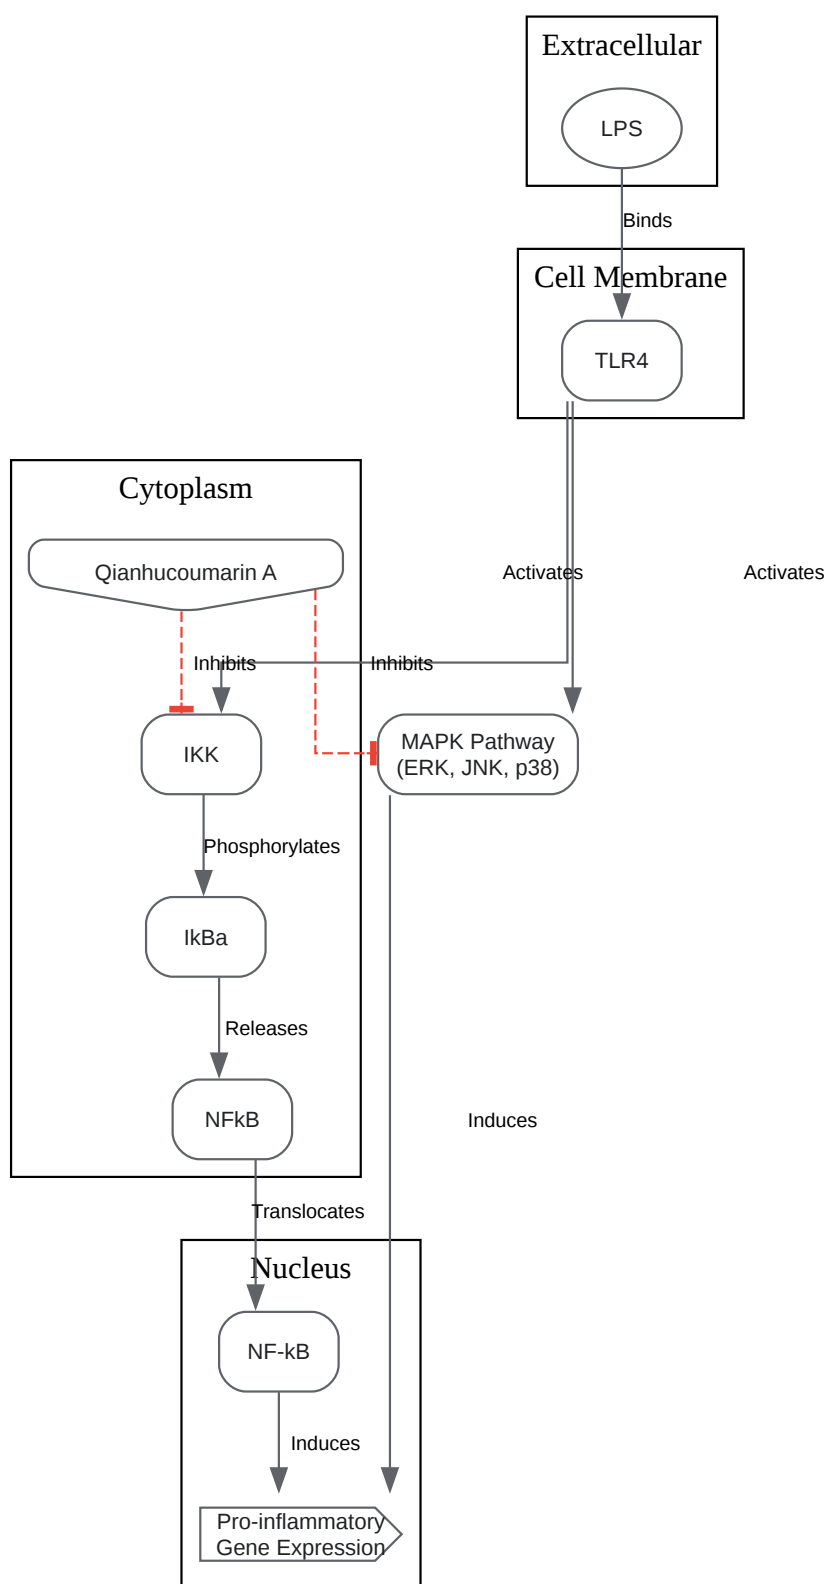 Extracellular
LPS
Binds
Cell Membrane
TLR4
Cytoplasm
Qianhucoumarin A
Activates
Activates
Inhibits
Inhibits
IKK
MAPK Pathway
(ERK, JNK, p38)
Phosphorylates
IkBa
Releases
NFkB
Induces
Translocates
Nucleus
NF-kB
Induces
Pro-inflammatory
Gene Expression